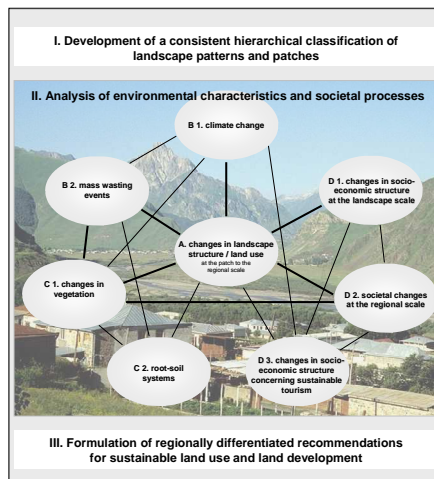 I. Development of a consistent hierarchical classification of
landscape patterns and patches
II. Analysis of environmental characteristics and societal processes
B 1. climate change
B 2. mass wasting
events
D 1. changes in socio-
economic structure
at the landscape scale
A. changes in landscape
structure / land use
at the patch to the
regional scale
C 1. changes in
vegetation
D 2. societal changes
at the regional scale
C 2. root-soil
systems
D 3. changes in socio-
economic structure
concerning sustainable
tourism
III. Formulation of regionally differentiated recommendations
for sustainable land use and land development